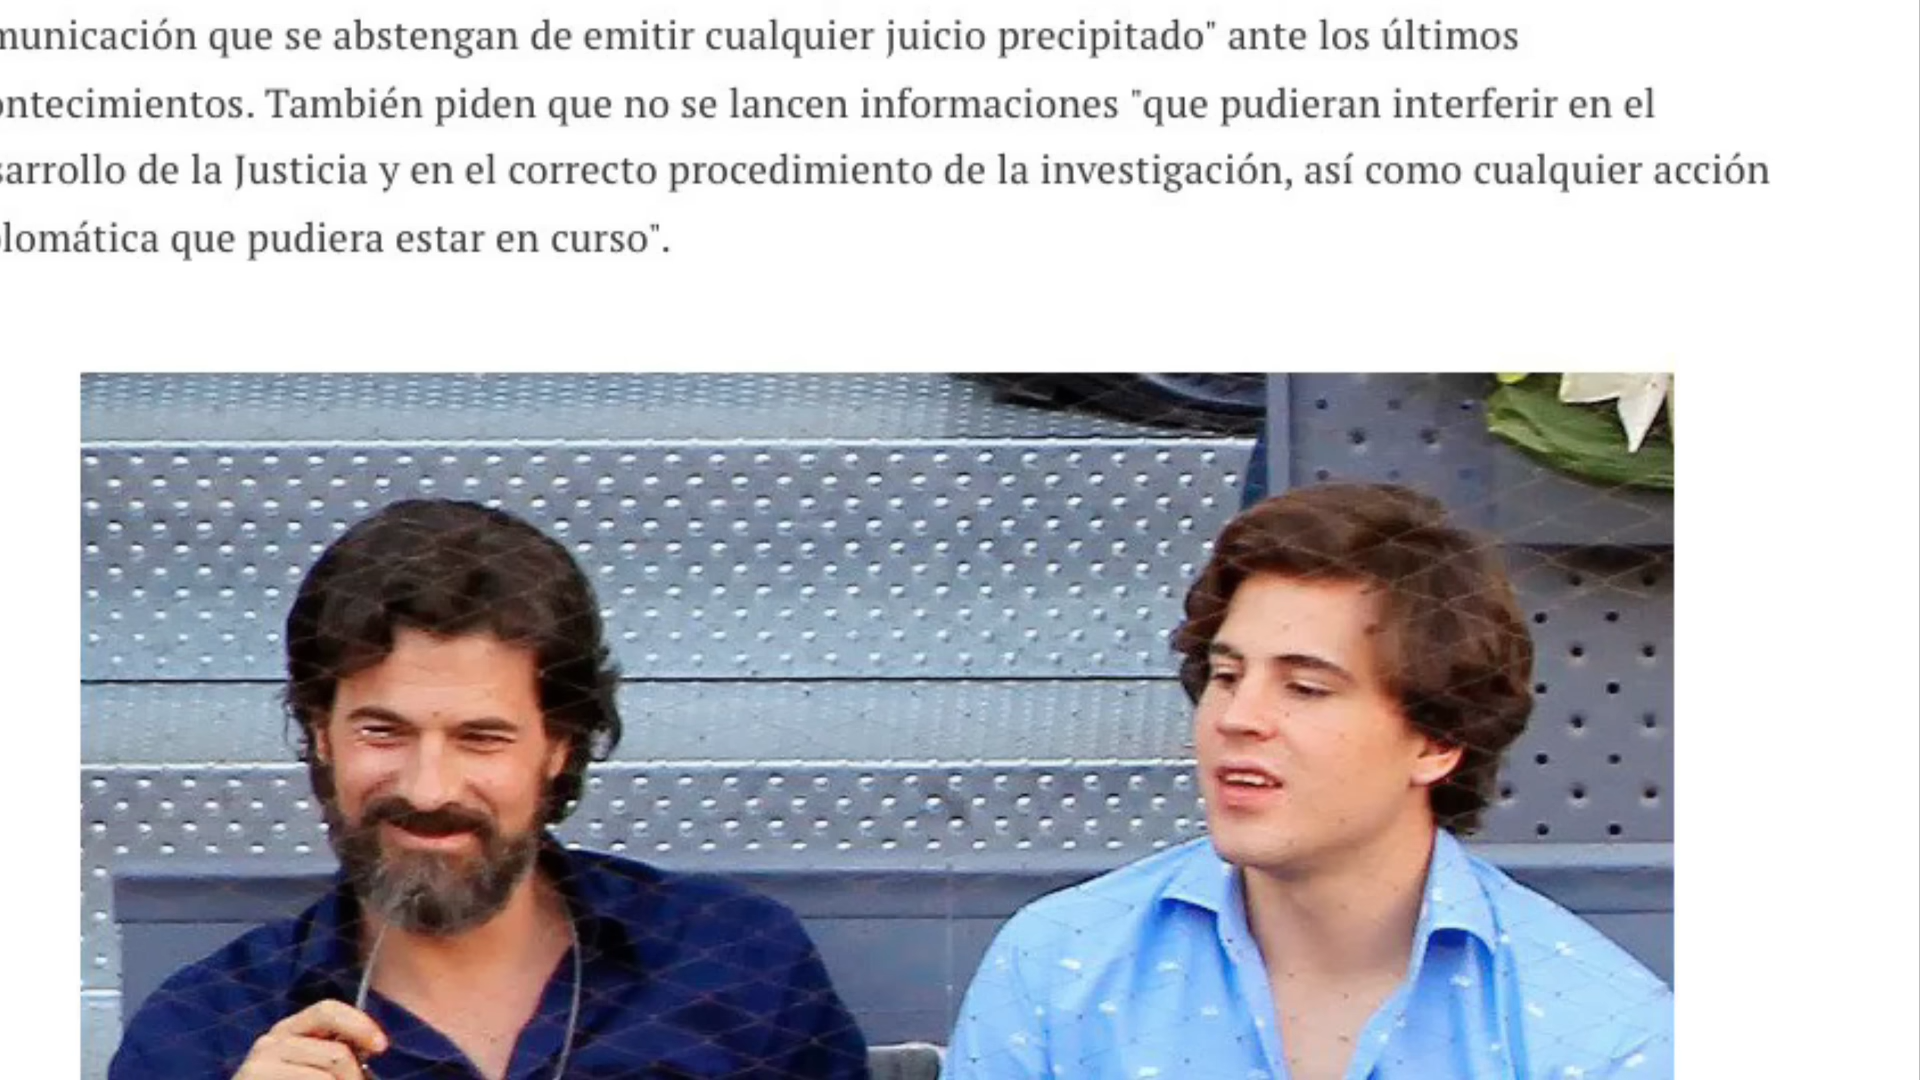 municación que se abstengan de emitir cualquier juicio precipitado" ante los últimos
ontecimientos. También piden que no se lancen informaciones "que pudieran interferir en el
sarrollo de la Justicia y en el correcto procedimiento de la investigación, así como cualquier acción
lomática que pudiera estar en curso".